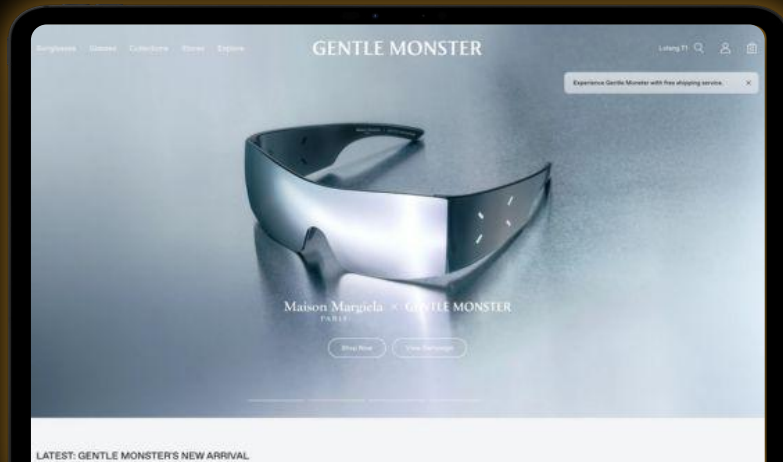 Sunglasses Glasses Collections Stores Explore
GENTLE MONSTER
Experience Gentle Monster with free shipping service.
Maison Margiela × GENTLE MONSTER
PARIS
Shop Now
View Campaign
LATEST: GENTLE MONSTER'S NEW ARRIVAL